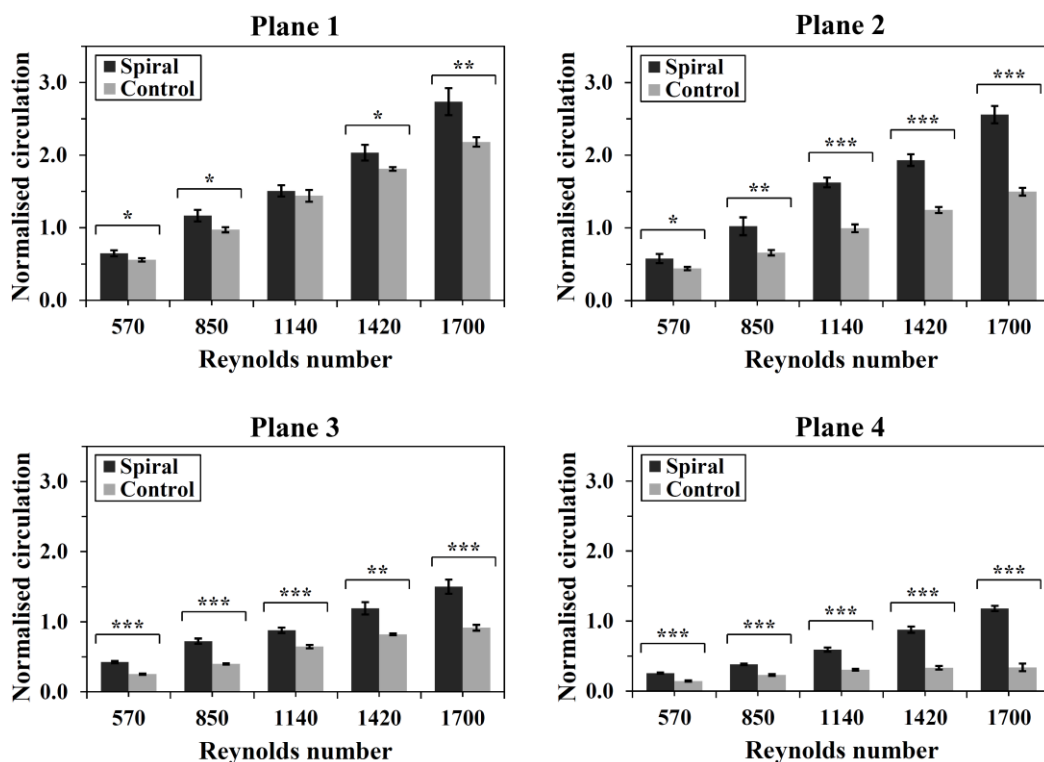 Plane 1
Normalised circulation
3.0
2.0
1.0
0.0
Spiral
Control
*
*
*
**
570 850 1140 1420 1700
Reynolds number
Plane 2
Normalised circulation
3.0
2.0
1.0
0.0
Spiral
Control
*
**
***
***
***
570 850 1140 1420 1700
Reynolds number
Plane 3
Normalised circulation
3.0
2.0
1.0
0.0
Spiral
Control
***
***
***
**
***
570 850 1140 1420 1700
Reynolds number
Plane 4
Normalised circulation
3.0
2.0
1.0
0.0
Spiral
Control
***
***
***
***
***
570 850 1140 1420 1700
Reynolds number